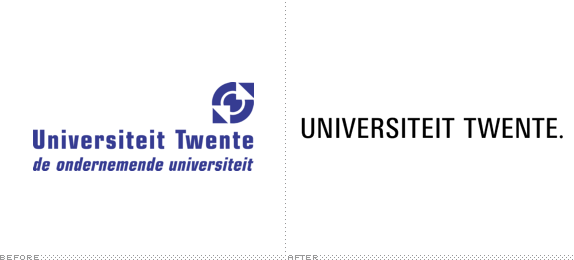 Universiteit Twente
de ondernemende universiteit
UNIVERSITEIT TWENTE.
BEFORE
AFTER